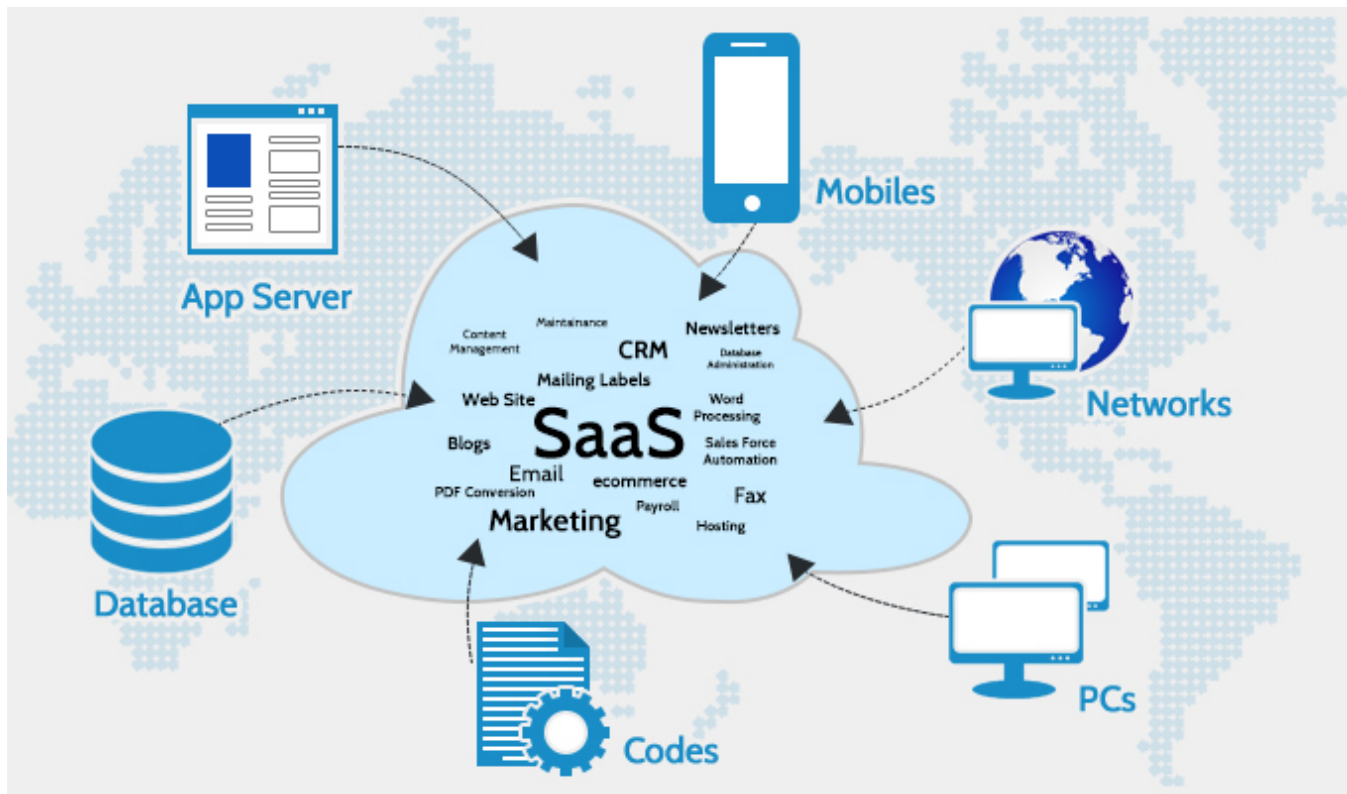 Mobiles
App Server
Networks
Maintainance
Content
Management
Newsletters
CRM
Database
Administration
Mailing Labels
Web Site
Word
Processing
SaaS
Blogs
Sales Force
Automation
Email
ecommerce
PDF Conversion
Fax
Payroll
Marketing
Hosting
Database
PCs
Codes